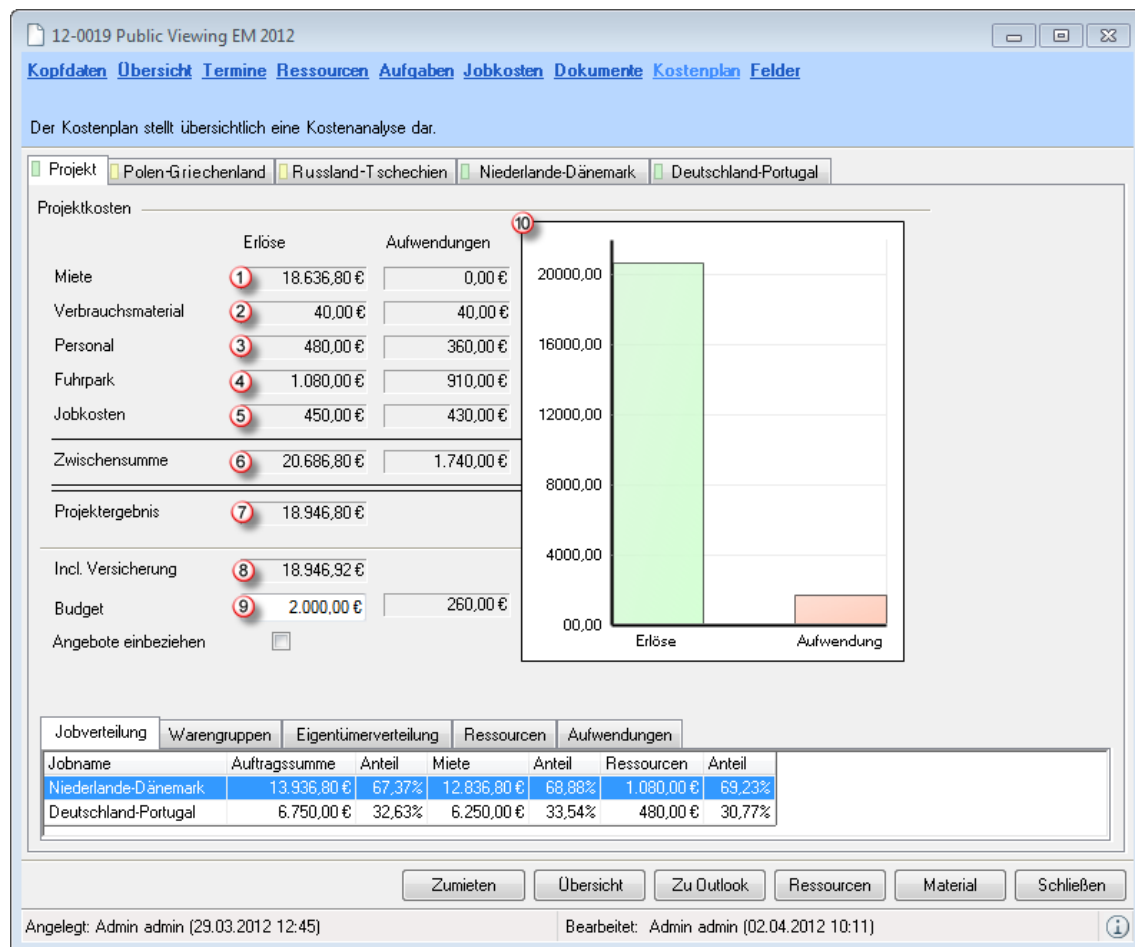 12-0019 Public Viewing EM 2012
Kopfdaten Übersicht Termine Ressourcen Aufgaben Jobkosten Dokumente Kostenplan Felder
Der Kostenplan stellt übersichtlich eine Kostenanalyse dar.
Projekt Polen-Griechenland Russland-Tschechien Niederlande-Dänemark Deutschland-Portugal
Projektkosten
Erlöse Aufwendungen
Miete 1 18.636,80 € 0,00 €
Verbrauchsmaterial 2 40,00 € 40,00 €
Personal 3 480,00 € 360,00 €
Fuhrpark 4 1.080,00 € 910,00 €
Jobkosten 5 450,00 € 430,00 €
Zwischensumme 6 20.686,80 € 1.740,00 €
Projektergebnis 7 18.946,80 €
Incl. Versicherung 8 18.946,92 €
Budget 9 2.000,00 € 260,00 €
Angebote einbeziehen
10
20000,00
16000,00
12000,00
8000,00
4000,00
00,00
Erlöse Aufwendung
Jobverteilung Warengruppen Eigentümerverteilung Ressourcen Aufwendungen
Jobname Auftragssumme Anteil Miete Anteil Ressourcen Anteil
Niederlande-Dänemark 13.936,80 € 67,37% 12.836,80 € 68,88% 1.080,00 € 69,23%
Deutschland-Portugal 6.750,00 € 32,63% 6.250,00 € 33,54% 480,00 € 30,77%
Zumieten Übersicht Zu Outlook Ressourcen Material Schließen
Angelegt: Admin admin (29.03.2012 12:45) Bearbeitet: Admin admin (02.04.2012 10:11)